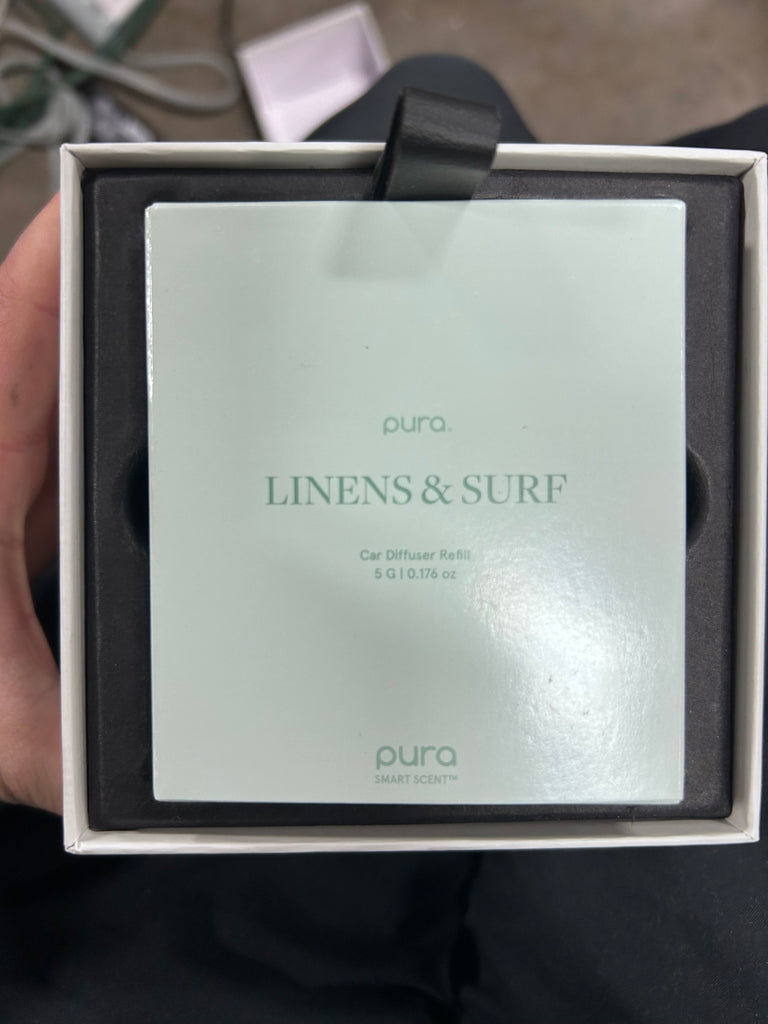 pura®
LINENS & SURF
Car Diffuser Refill
5 G | 0.176 oz
pura
SMART SCENT™